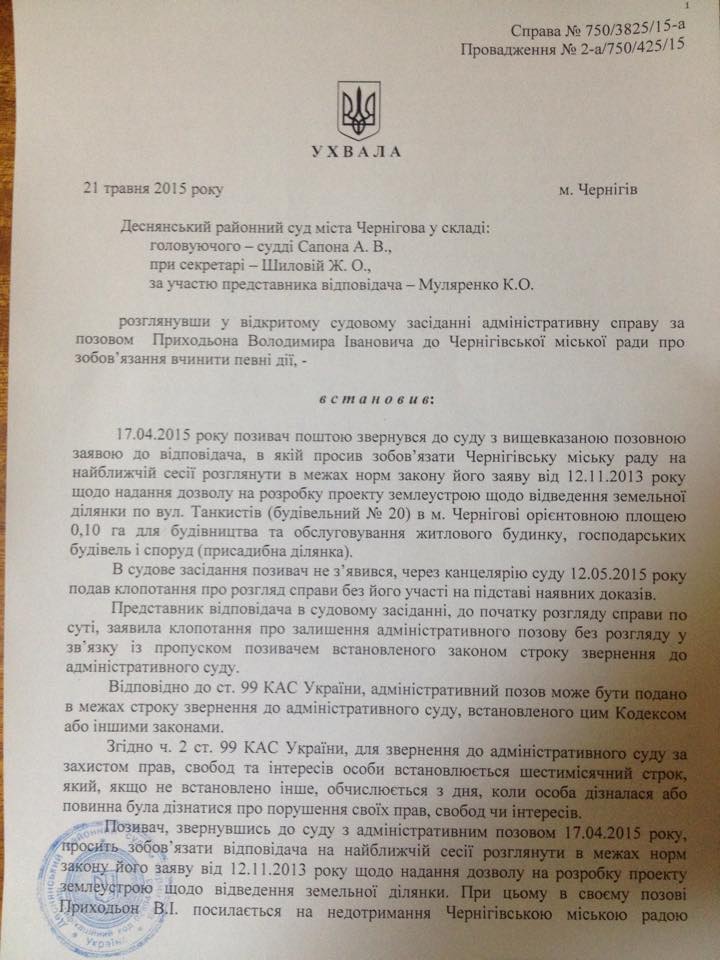 1
Справа № 750/3825/15-а
Провадження № 2-а/750/425/15
УХВАЛА
21 травня 2015 року м. Чернігів
Деснянський районний суд міста Чернігова у складі:
головуючого – судді Сапона А. В.,
при секретарі – Шиловій Ж. О.,
за участю представника відповідача – Муляренко К.О.
розглянувши у відкритому судовому засіданні адміністративну справу за
позовом Приходьона Володимира Івановича до Чернігівської міської ради про
зобов’язання вчинити певні дії, -
встановив:
17.04.2015 року позивач поштою звернувся до суду з вищевказаною позовною
заявою до відповідача, в якій просив зобов’язати Чернігівську міську раду на
найближчій сесії розглянути в межах норм закону його заяву від 12.11.2013 року
щодо надання дозволу на розробку проекту землеустрою щодо відведення земельної
ділянки по вул. Танкистів (будівельний № 20) в м. Чернігові орієнтовною площею
0,10 га для будівництва та обслуговування житлового будинку, господарських
будівель і споруд (присадибна ділянка).
В судове засідання позивач не з’явився, через канцелярію суду 12.05.2015 року
подав клопотання про розгляд справи без його участі на підставі наявних доказів.
Представник відповідача в судовому засіданні, до початку розгляду справи по
суті, заявила клопотання про залишення адміністративного позову без розгляду у
зв’язку із пропуском позивачем встановленого законом строку звернення до
адміністративного суду.
Відповідно до ст. 99 КАС України, адміністративний позов може бути подано
в межах строку звернення до адміністративного суду, встановленого цим Кодексом
або іншими законами.
Згідно ч. 2 ст. 99 КАС України, для звернення до адміністративного суду за
захистом прав, свобод та інтересів особи встановлюється шестимісячний строк,
який, якщо не встановлено інше, обчислюється з дня, коли особа дізналася або
повинна була дізнатися про порушення своїх прав, свобод чи інтересів.
Позивач, звернувшись до суду з адміністративним позовом 17.04.2015 року,
просить зобов’язати відповідача на найближчій сесії розглянути в межах норм
закону його заяву від 12.11.2013 року щодо надання дозволу на розробку проекту
землеустрою щодо відведення земельної ділянки. При цьому в своєму позові
Приходьон В.І. посилається на недотримання Чернігівською міською радою